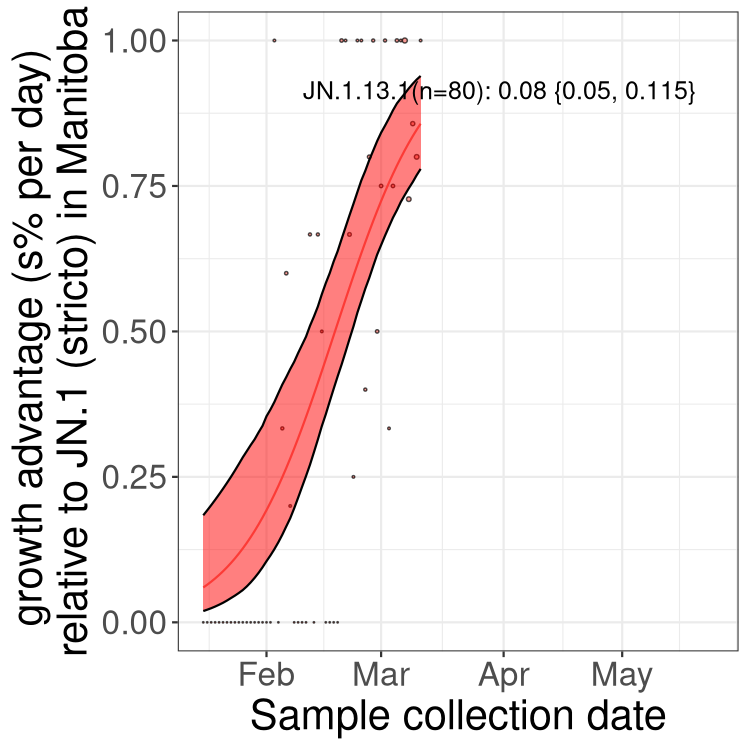 growth advantage (s% per day)
relative to JN.1 (stricto) in Manitoba
1.00
0.75
0.50
0.25
0.00
JN.1.13.1(n=80): 0.08 {0.05, 0.115}
Feb Mar Apr May
Sample collection date